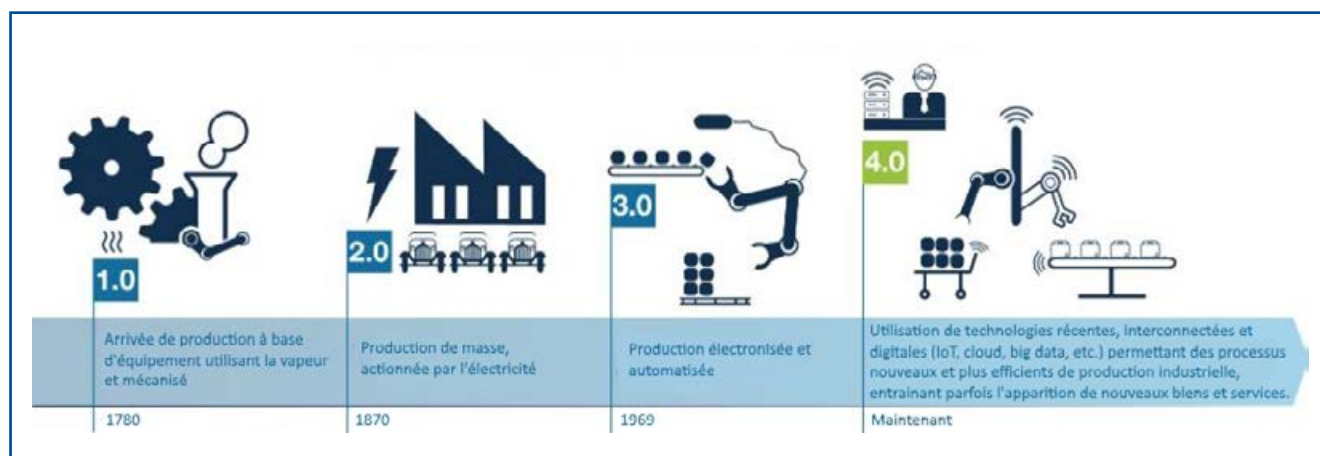 1.0
Arrivée de production à base
d'équipement utilisant la vapeur
et mécanisé
1780
2.0
Production de masse,
actionnée par l'électricité
1870
3.0
Production électronisée et
automatisée
1969
4.0
Utilisation de technologies récentes, interconnectées et
digitales (IoT, cloud, big data, etc.) permettant des processus
nouveaux et plus efficients de production industrielle,
entrainant parfois l'apparition de nouveaux biens et services.
Maintenant